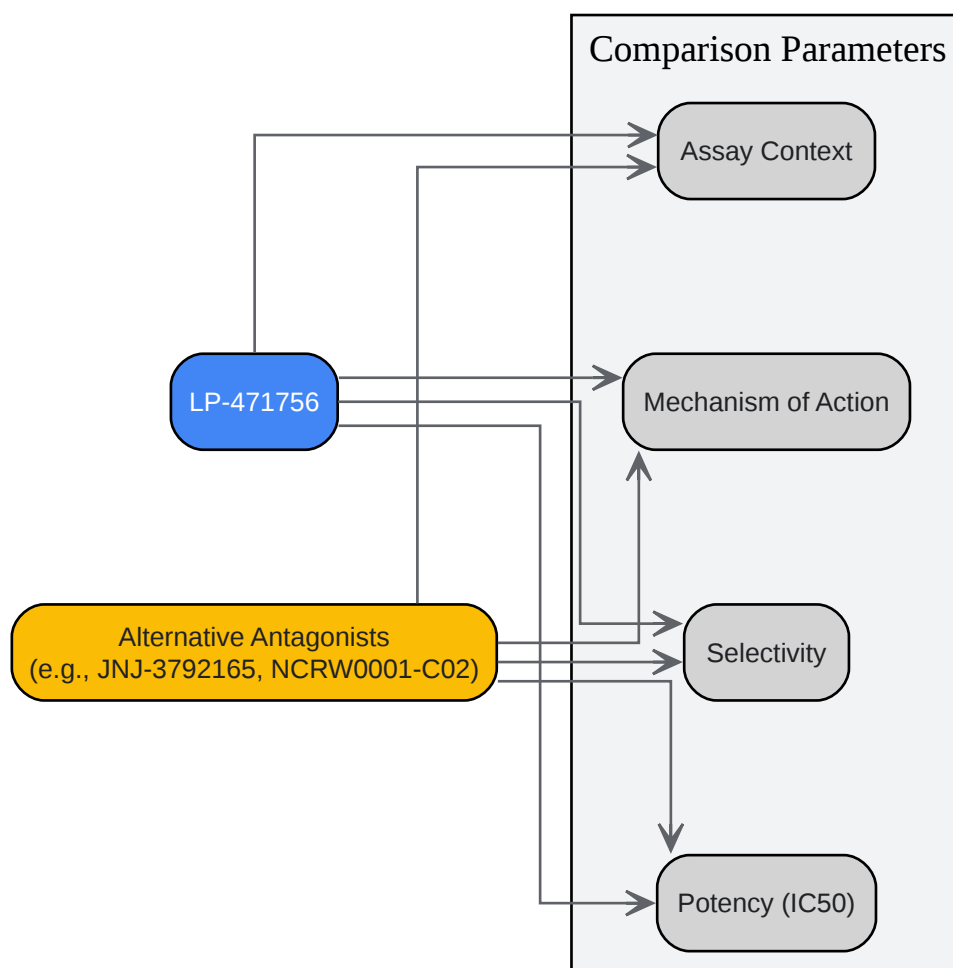 Comparison Parameters
Assay Context
LP-471756
Mechanism of Action
Alternative Antagonists
(e.g., JNJ-3792165, NCRW0001-C02)
Selectivity
Potency (IC50)